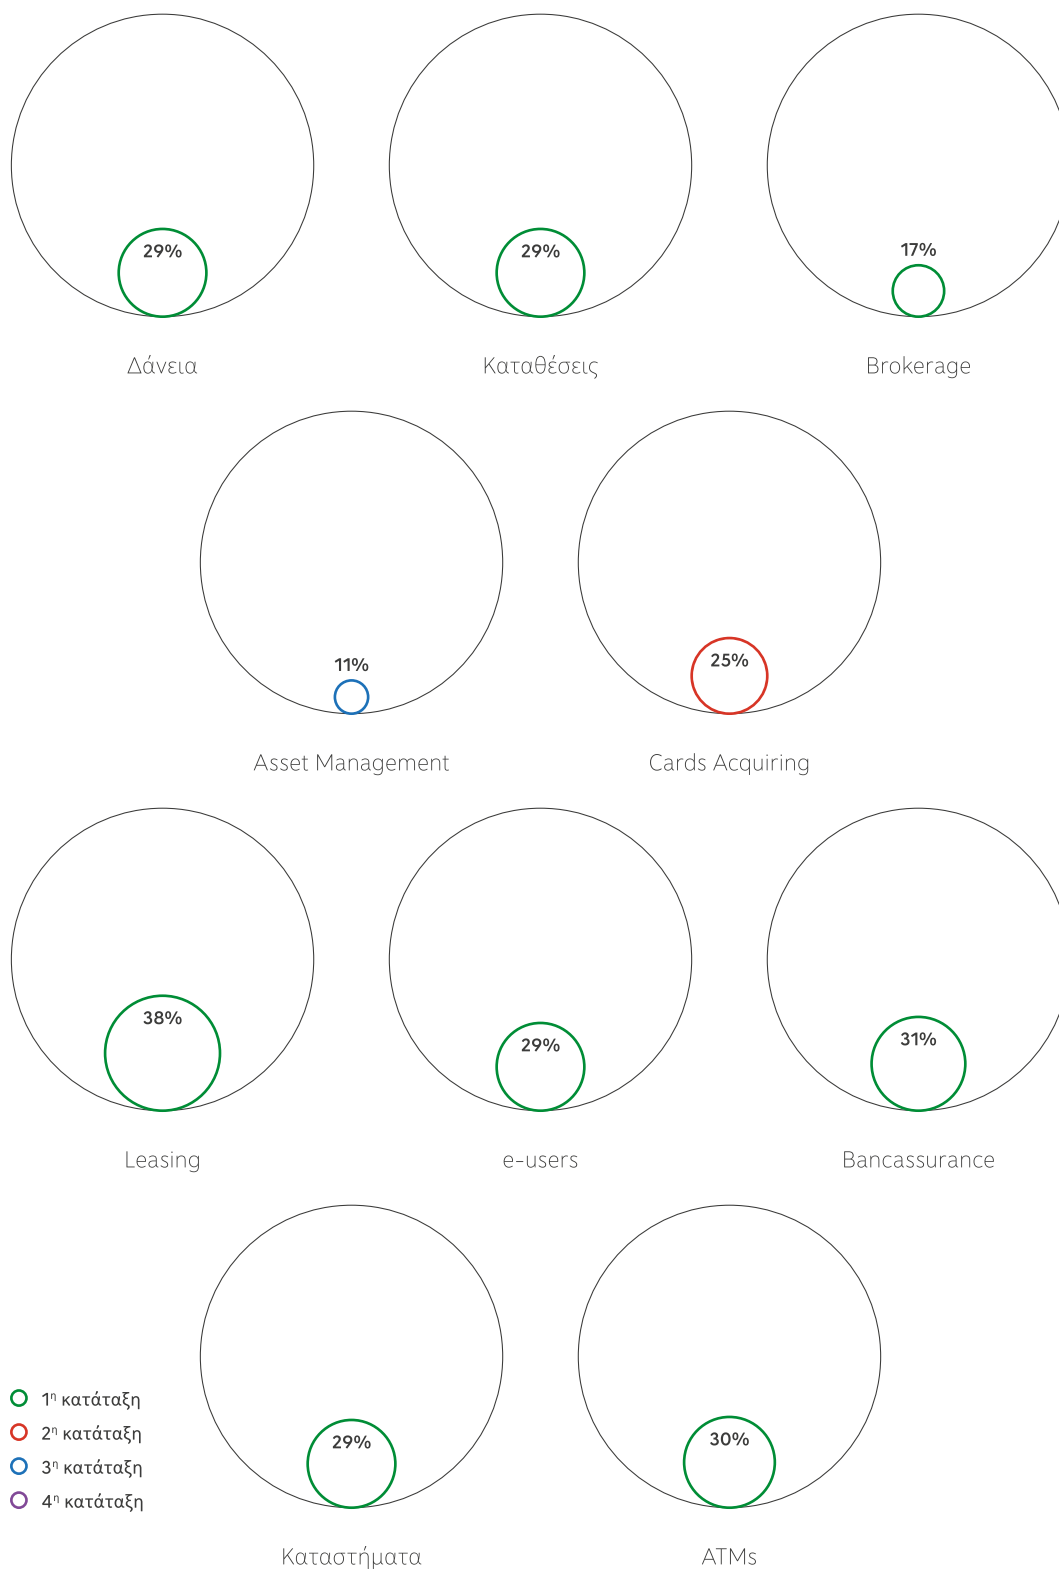 29%
29%
17%
Δάνεια
Καταθέσεις
Brokerage
11%
25%
Asset Management
Cards Acquiring
38%
29%
31%
Leasing
e-users
Bancassurance
1η κατάταξη
2η κατάταξη
3η κατάταξη
4η κατάταξη
29%
30%
Καταστήματα
ATMs